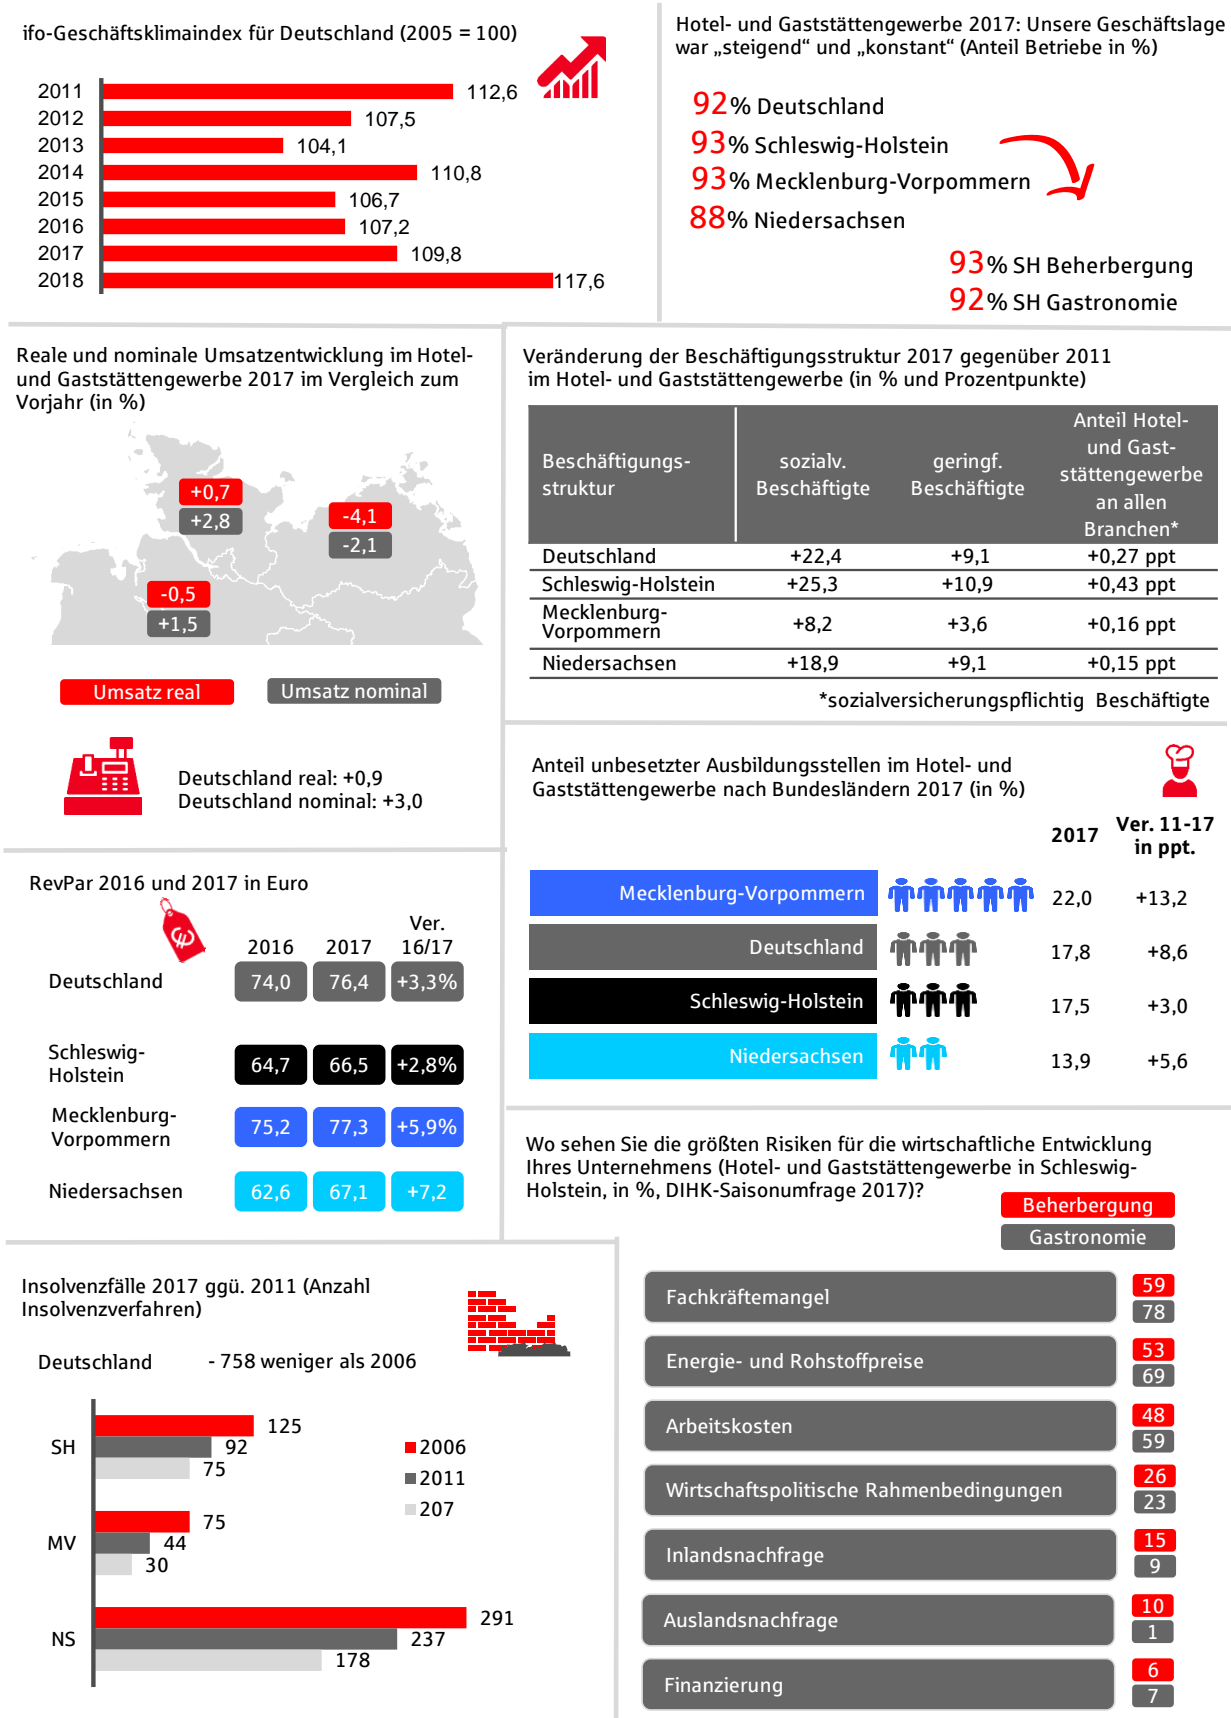 ifo-Geschäftsklimaindex für Deutschland (2005 = 100)
2011 112,6
2012 107,5
2013 104,1
2014 110,8
2015 106,7
2016 107,2
2017 109,8
2018 117,6
Hotel- und Gaststättengewerbe 2017: Unsere Geschäftslage
war „steigend“ und „konstant“ (Anteil Betriebe in %)
92% Deutschland
93% Schleswig-Holstein
93% Mecklenburg-Vorpommern
88% Niedersachsen
93% SH Beherbergung
92% SH Gastronomie
Reale und nominale Umsatzentwicklung im Hotel-
und Gaststättengewerbe 2017 im Vergleich zum
Vorjahr (in %)
+0,7
+2,8
-4,1
-2,1
-0,5
+1,5
Umsatz real Umsatz nominal
Deutschland real: +0,9
Deutschland nominal: +3,0
Veränderung der Beschäftigungsstruktur 2017 gegenüber 2011
im Hotel- und Gaststättengewerbe (in % und Prozentpunkte)
Beschäftigungs-
struktur
sozialv.
Beschäftigte
geringf.
Beschäftigte
Anteil Hotel-
und Gast-
stättengewerbe
an allen
Branchen*
Deutschland +22,4 +9,1 +0,27 ppt
Schleswig-Holstein +25,3 +10,9 +0,43 ppt
Mecklenburg-
Vorpommern +8,2 +3,6 +0,16 ppt
Niedersachsen +18,9 +9,1 +0,15 ppt
*sozialversicherungspflichtig Beschäftigte
Anteil unbesetzter Ausbildungsstellen im Hotel- und
Gaststättengewerbe nach Bundesländern 2017 (in %)
2017
Ver. 11-17
in ppt.
Mecklenburg-Vorpommern 22,0 +13,2
Deutschland 17,8 +8,6
Schleswig-Holstein 17,5 +3,0
Niedersachsen 13,9 +5,6
RevPar 2016 und 2017 in Euro
2016 2017
Ver.
16/17
Deutschland 74,0 76,4 +3,3%
Schleswig-
Holstein 64,7 66,5 +2,8%
Mecklenburg-
Vorpommern 75,2 77,3 +5,9%
Niedersachsen 62,6 67,1 +7,2
Wo sehen Sie die größten Risiken für die wirtschaftliche Entwicklung
Ihres Unternehmens (Hotel- und Gaststättengewerbe in Schleswig-
Holstein, in %, DIHK-Saisonumfrage 2017)?
Beherbergung
Gastronomie
Fachkräftemangel 59
78
Energie- und Rohstoffpreise 53
69
Arbeitskosten 48
59
Wirtschaftspolitische Rahmenbedingungen 26
23
Inlandsnachfrage 15
9
Auslandsnachfrage 10
1
Finanzierung 6
7
Insolvenzfälle 2017 ggü. 2011 (Anzahl
Insolvenzverfahren)
Deutschland - 758 weniger als 2006
SH
125
92
75
MV
75
44
30
NS
291
237
178
2006
2011
207